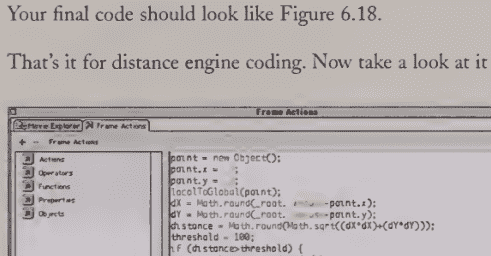 Your final code should look like Figure 6.18.
That's it for distance engine coding. Now take a look at it
Frame Actions
Movie Explorer Frame Actions
+ - Frame Actions
Actions
Operators
Functions
Properties
Objects
point = new Object();
point.x = ;
point.y = ;
localToGlobal(point);
dX = Math.round(_root. -point.x);
dY = Math.round(_root. -point.y);
distance = Math.round(Math.sqrt((dX*dX)+(dY*dY)));
threshold = 100;
if (distance>threshold) {